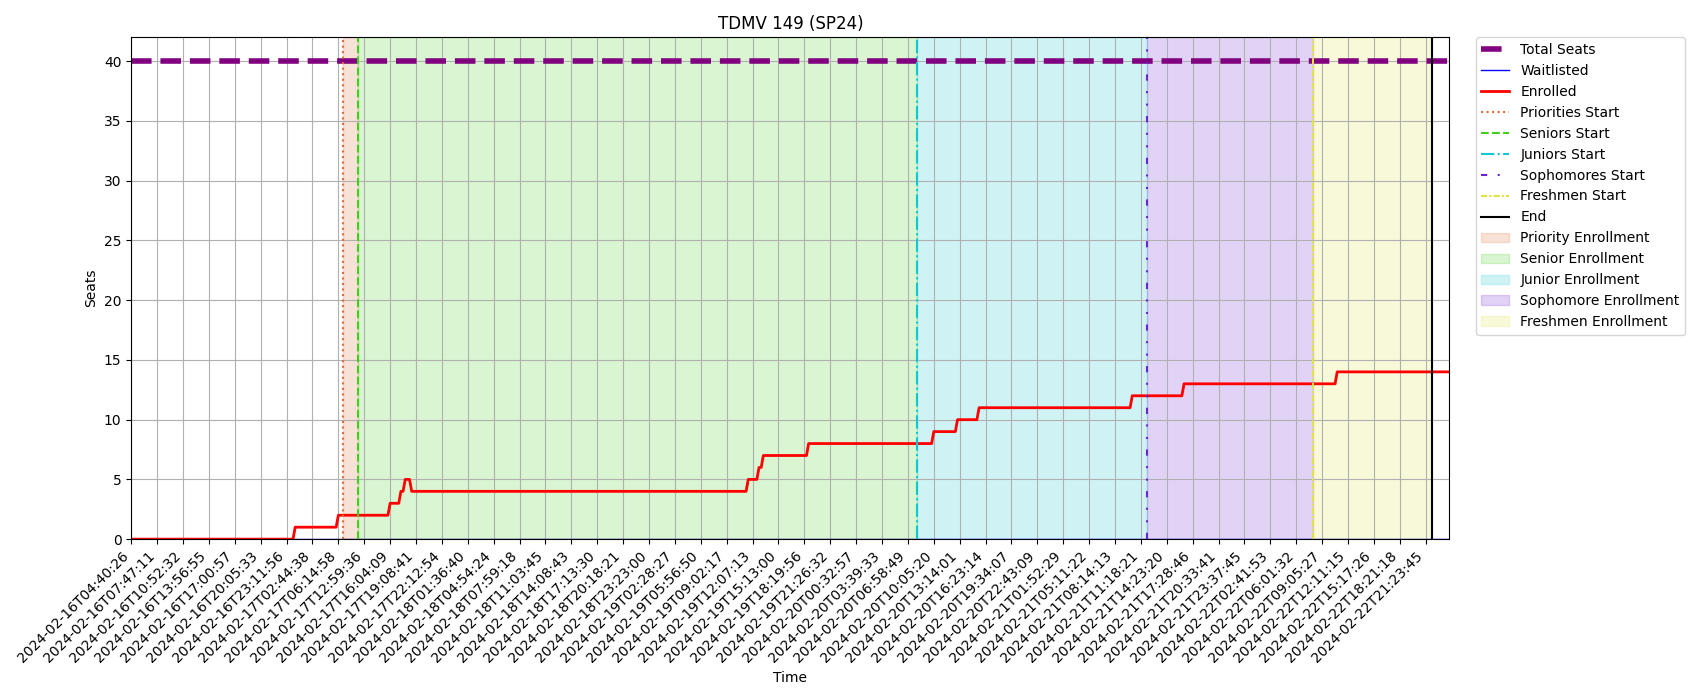 TDMV 149 (SP24)
Seats
40
35
30
25
20
15
10
5
0
2024-02-16T04:40:26
2024-02-16T07:47:11
2024-02-16T10:52:32
2024-02-16T13:56:55
2024-02-16T17:00:57
2024-02-16T20:05:33
2024-02-16T23:11:56
2024-02-17T02:44:38
2024-02-17T06:14:58
2024-02-17T12:59:36
2024-02-17T16:04:09
2024-02-17T19:08:41
2024-02-17T22:12:54
2024-02-18T01:36:40
2024-02-18T04:54:24
2024-02-18T07:59:18
2024-02-18T11:03:45
2024-02-18T14:08:43
2024-02-18T17:13:30
2024-02-18T20:18:21
2024-02-18T23:23:00
2024-02-19T02:28:27
2024-02-19T05:56:50
2024-02-19T09:02:17
2024-02-19T12:07:13
2024-02-19T15:13:00
2024-02-19T18:19:56
2024-02-19T21:26:32
2024-02-20T00:32:57
2024-02-20T03:39:33
2024-02-20T06:58:49
2024-02-20T10:05:20
2024-02-20T13:14:01
2024-02-20T16:23:14
2024-02-20T19:34:07
2024-02-20T22:43:09
2024-02-21T01:52:29
2024-02-21T05:11:22
2024-02-21T08:14:13
2024-02-21T11:18:21
2024-02-21T14:23:20
2024-02-21T17:28:46
2024-02-21T20:33:41
2024-02-21T23:37:45
2024-02-22T02:41:53
2024-02-22T06:01:32
2024-02-22T09:05:27
2024-02-22T12:11:15
2024-02-22T15:17:26
2024-02-22T18:21:18
2024-02-22T21:23:45
Time
Total Seats
Waitlisted
Enrolled
Priorities Start
Seniors Start
Juniors Start
Sophomores Start
Freshmen Start
End
Priority Enrollment
Senior Enrollment
Junior Enrollment
Sophomore Enrollment
Freshmen Enrollment